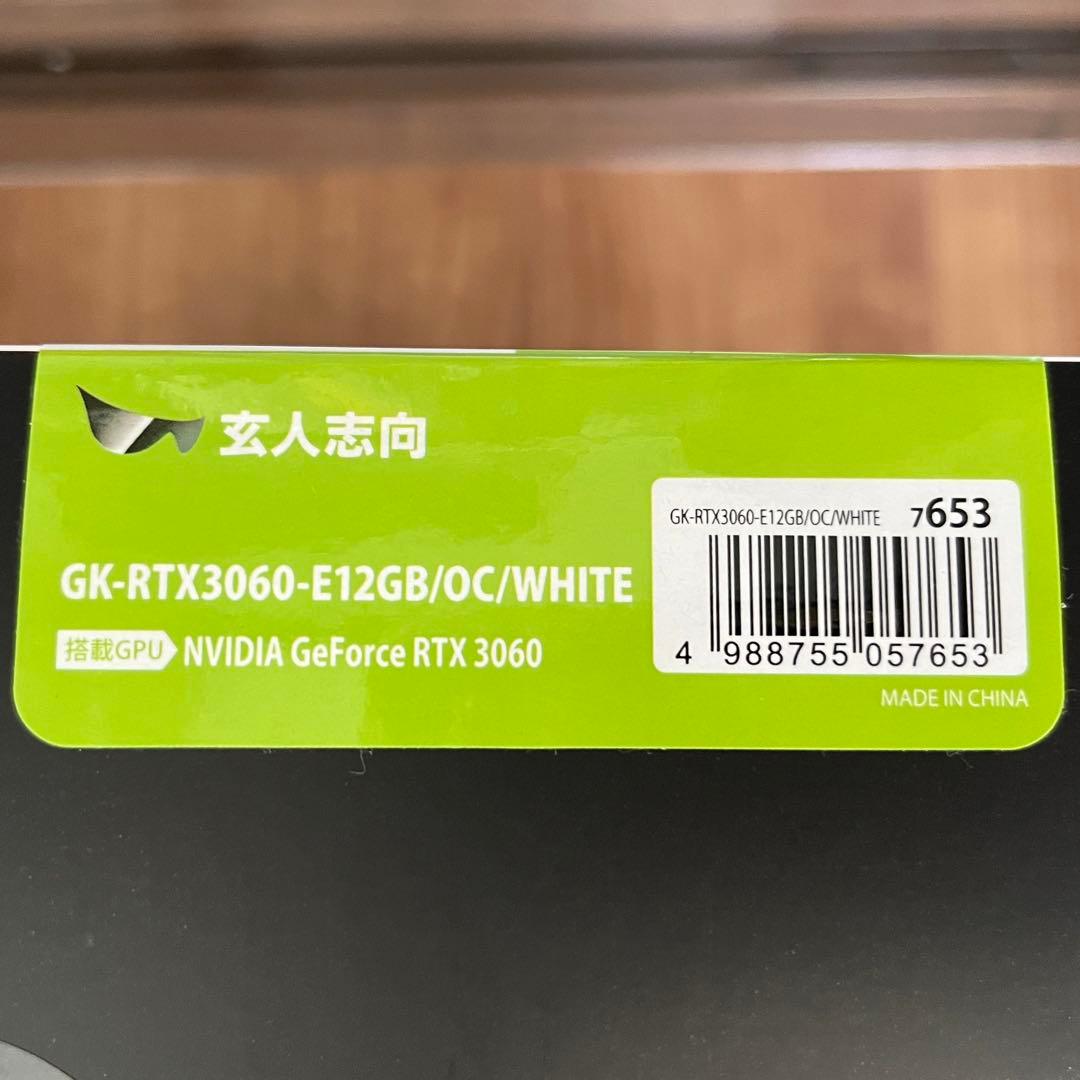 玄人志向
GK-RTX3060-E12GB/OC/WHITE
搭載GPU NVIDIA GeForce RTX 3060
GK-RTX3060-E12GB/OC/WHITE 7653
4 988755 057653
MADE IN CHINA